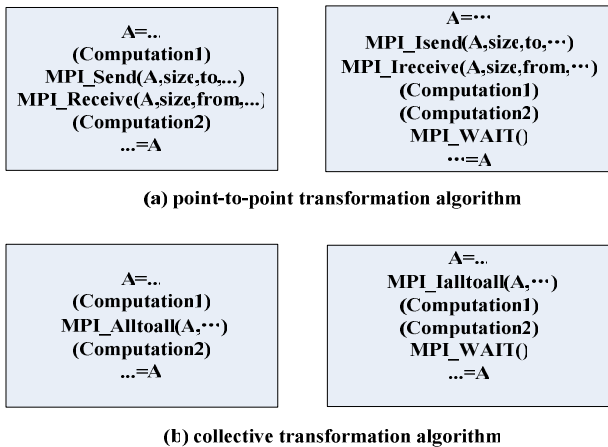 A=...
(Computation1)
MPI_Send(A,size,to,...)
MPI_Receive(A,size,from,...)
(Computation2)
...=A
A=···
MPI_Isend(A,size,to,···)
MPI_Ireceive(A,size,from,···)
(Computation1)
(Computation2)
MPI_WAIT()
···=A
(a) point-to-point transformation algorithm
A=...
(Computation1)
MPI_Alltoall(A,···)
(Computation2)
...=A
A=...
MPI_Ialltoall(A,···)
(Computation1)
(Computation2)
MPI_WAIT()
...=A
(b) collective transformation algorithm